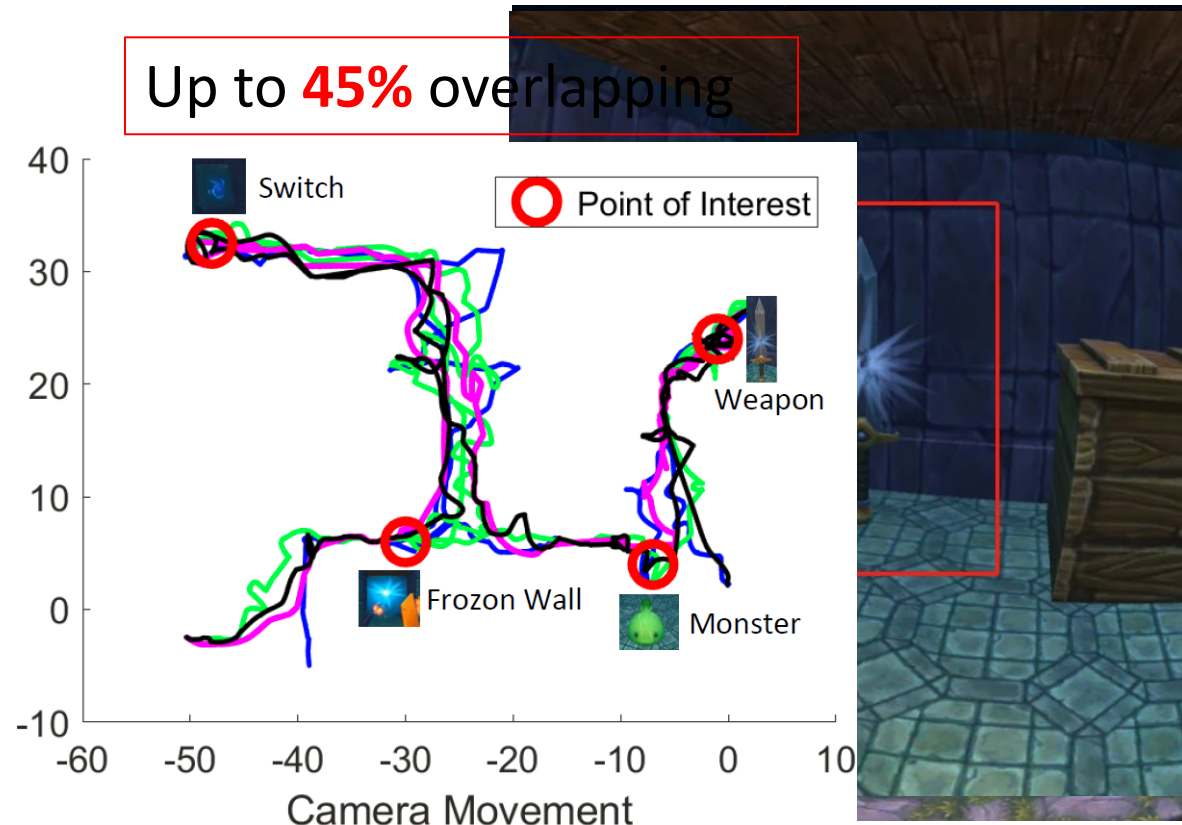 Up to 45% overlapping
Switch
Point of Interest
Weapon
Frozon Wall
Monster
40
30
20
10
0
-10
-60 -50 -40 -30 -20 -10 0 10
Camera Movement